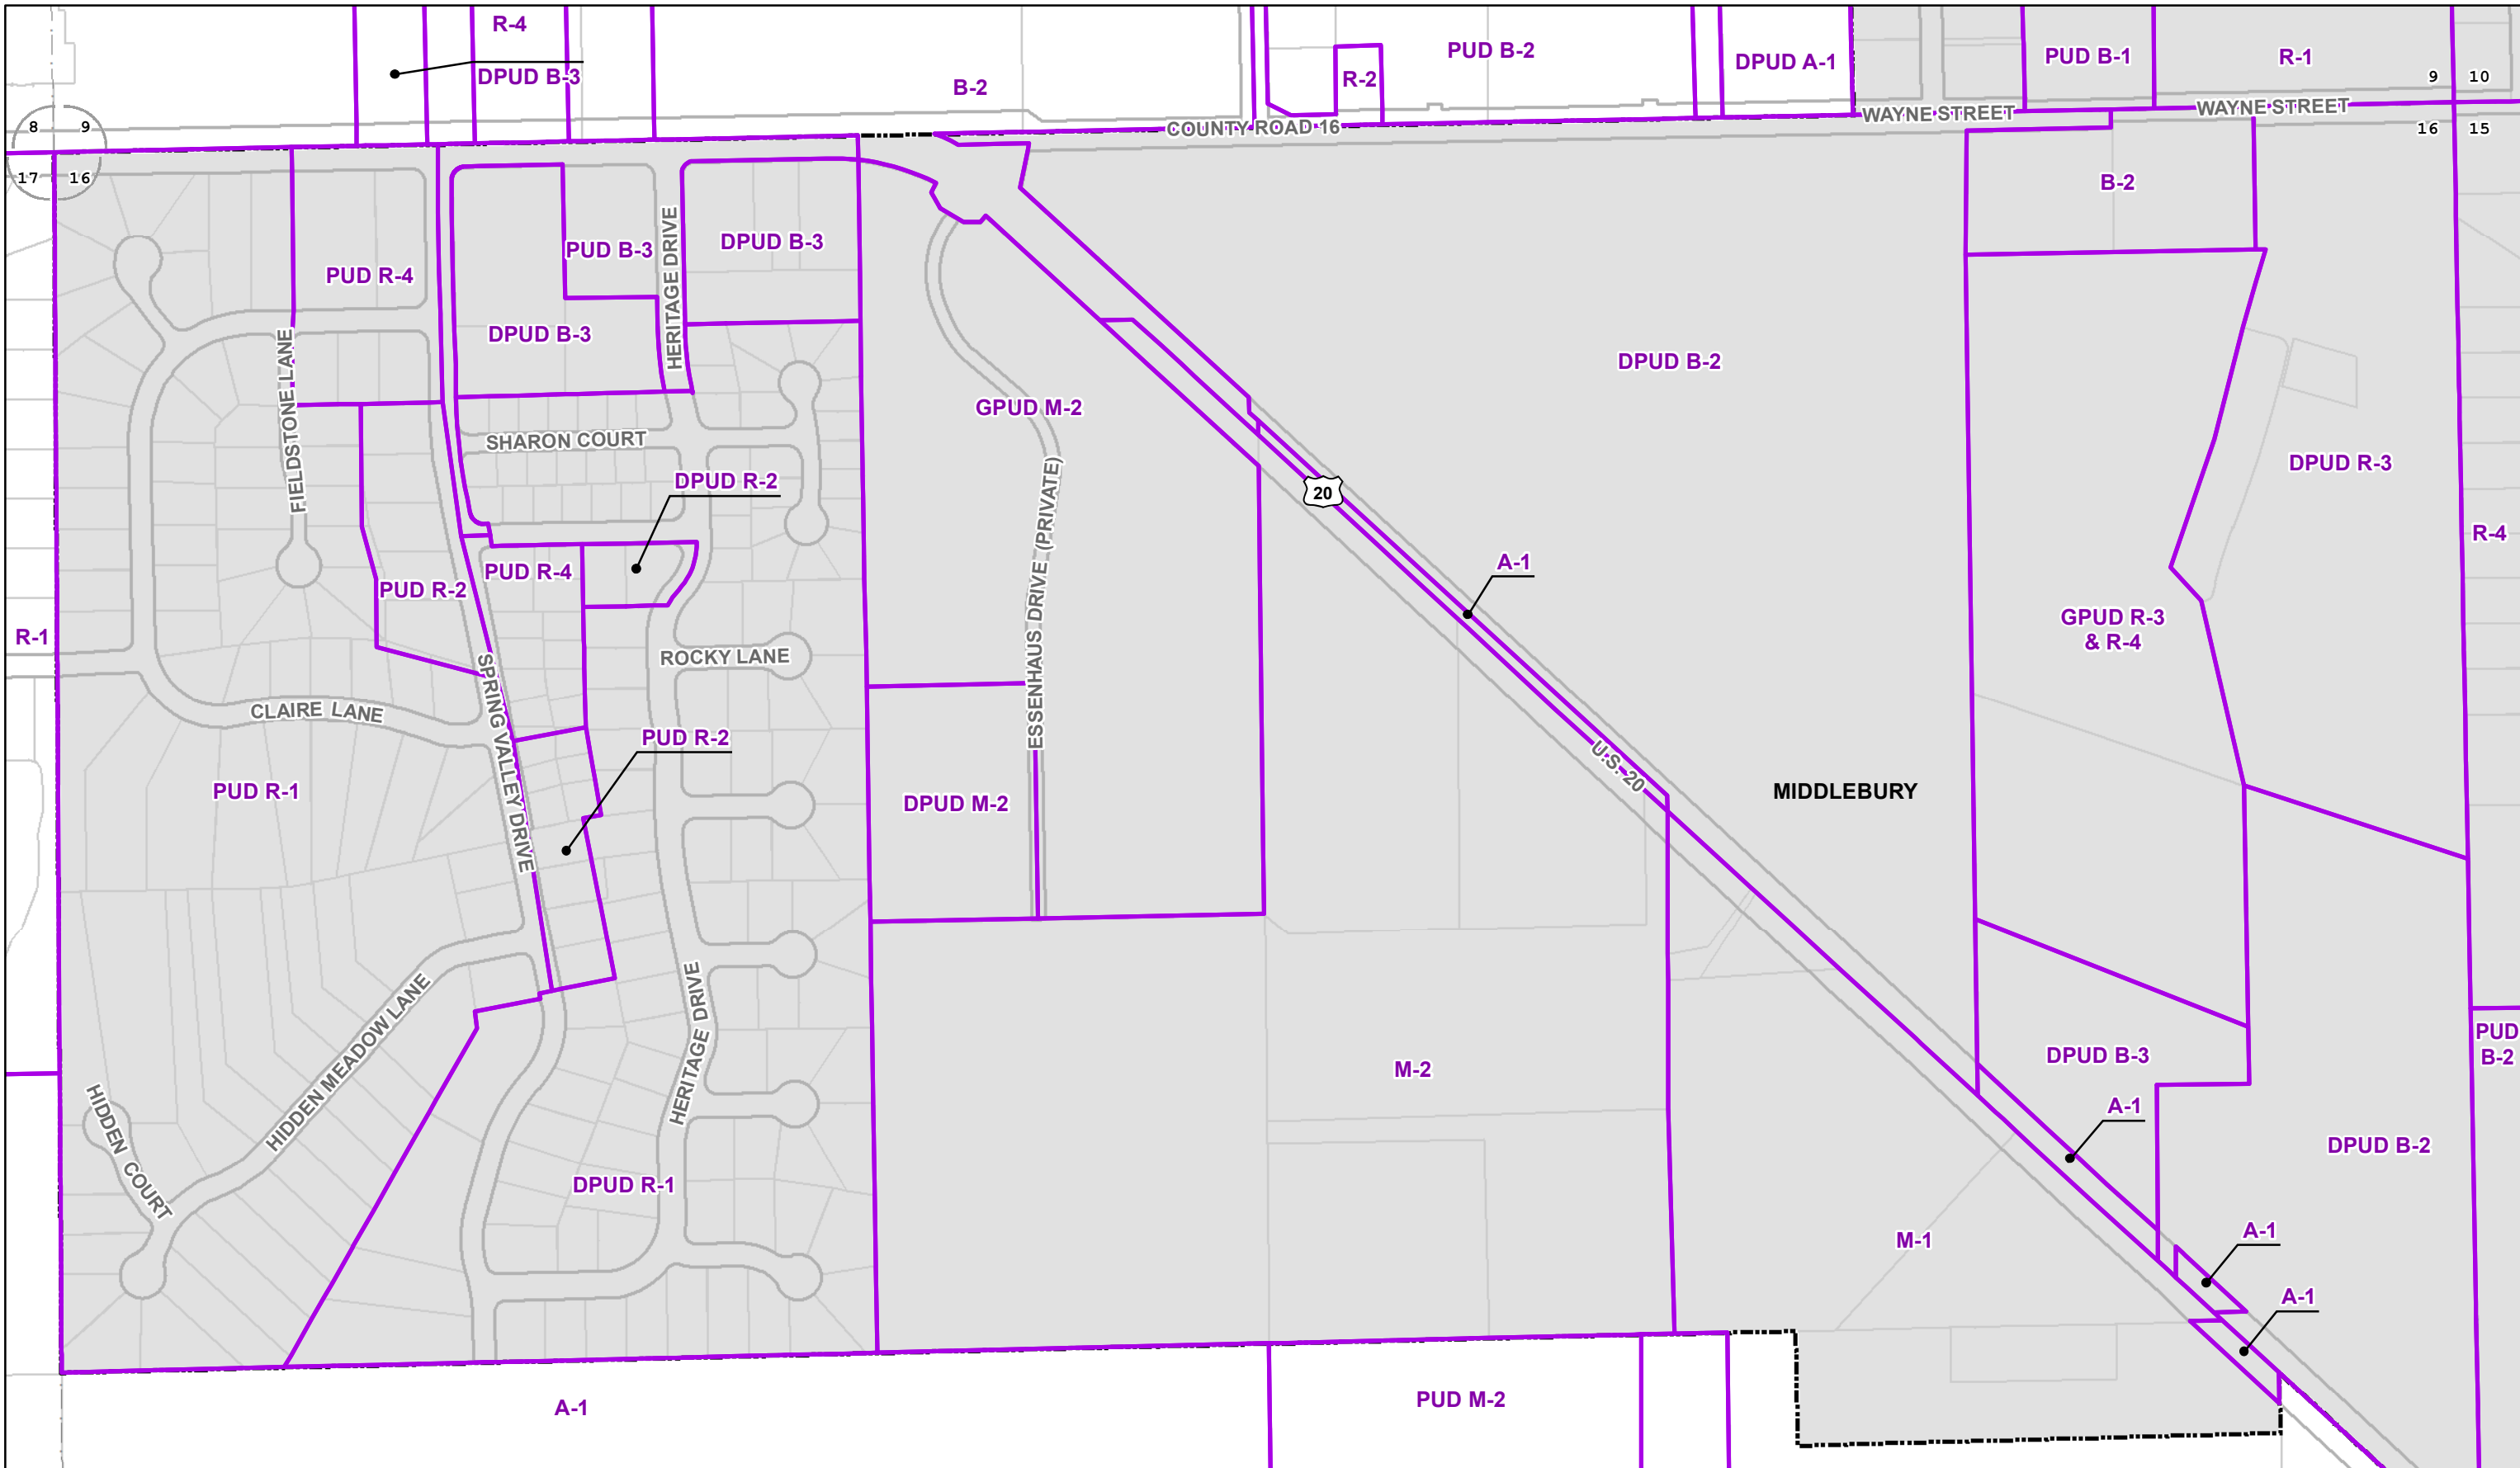 R-4
DPUD B-3
B-2
PUD B-2
R-2
DPUD A-1
PUD B-1
R-1
9
10
16
15
8
9
17
16
COUNTY ROAD 16
WAYNE STREET
WAYNE STREET
B-2
PUD R-4
PUD B-3
HERITAGE DRIVE
DPUD B-3
DPUD B-3
FIELDSTONE LANE
DPUD B-2
GPUD M-2
SHARON COURT
DPUD R-2
20
DPUD R-3
R-4
ESSENHAUS DRIVE (PRIVATE)
A-1
PUD R-4
PUD R-2
R-1
GPUD R-3
& R-4
ROCKY LANE
CLAIRE LANE
SPRING VALLEY DRIVE
PUD R-2
PUD R-1
DPUD M-2
U.S. 20
MIDDLEBURY
HIDDEN MEADOW LANE
HERITAGE DRIVE
HIDDEN COURT
M-2
DPUD B-3
PUD
B-2
A-1
DPUD B-2
DPUD R-1
M-1
A-1
A-1
A-1
PUD M-2